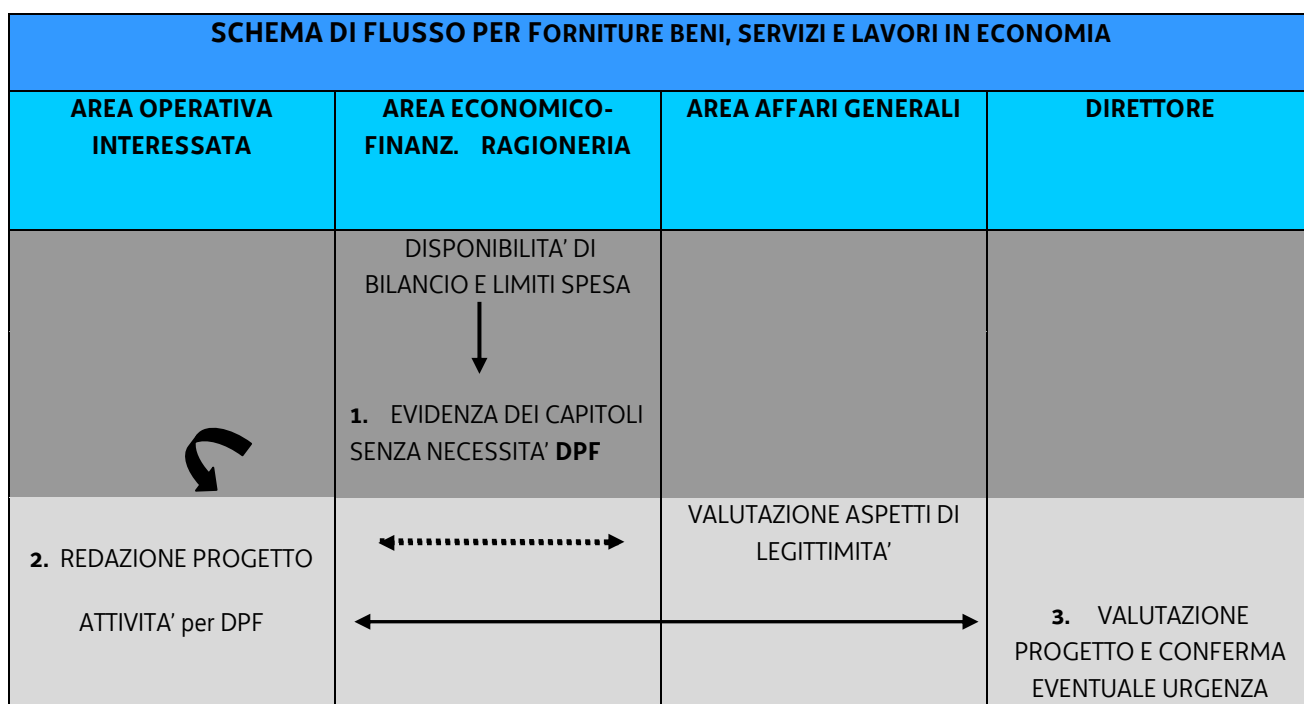 SCHEMA DI FLUSSO PER FORNITURE BENI, SERVIZI E LAVORI IN ECONOMIA
AREA OPERATIVA
INTERESSATA
AREA ECONOMICO-
FINANZ. RAGIONERIA
AREA AFFARI GENERALI
DIRETTORE
DISPONIBILITA’ DI
BILANCIO E LIMITI SPESA
1. EVIDENZA DEI CAPITOLI
SENZA NECESSITA’ DPF
2. REDAZIONE PROGETTO
ATTIVITA’ per DPF
VALUTAZIONE ASPETTI DI
LEGITTIMITA’
3. VALUTAZIONE
PROGETTO E CONFERMA
EVENTUALE URGENZA